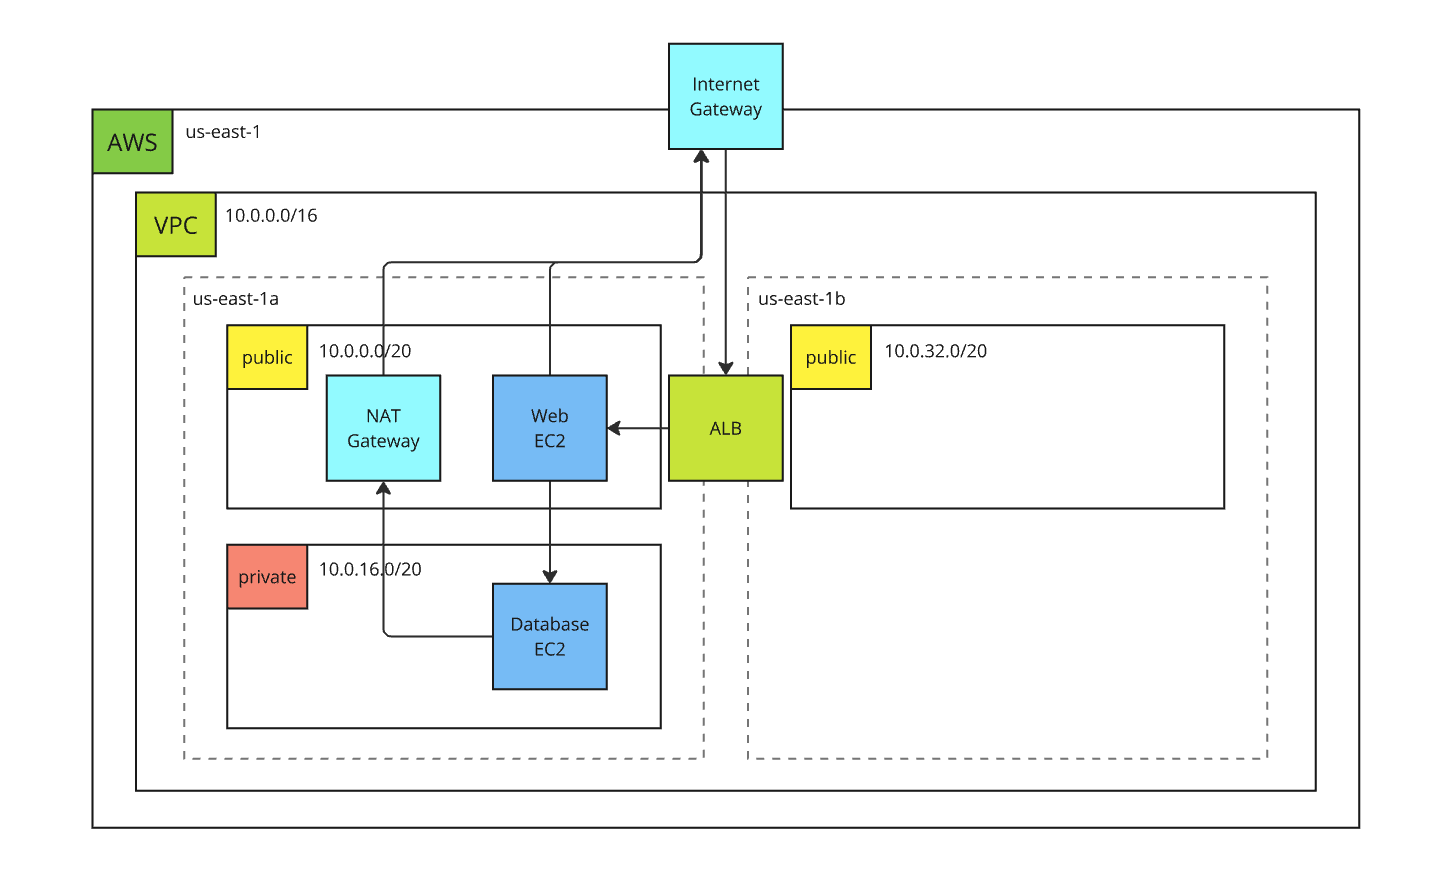 Internet
Gateway
AWS
us-east-1
VPC
10.0.0.0/16
us-east-1a
us-east-1b
public
10.0.0.0/20
public
10.0.32.0/20
NAT
Gateway
Web
EC2
ALB
private
10.0.16.0/20
Database
EC2